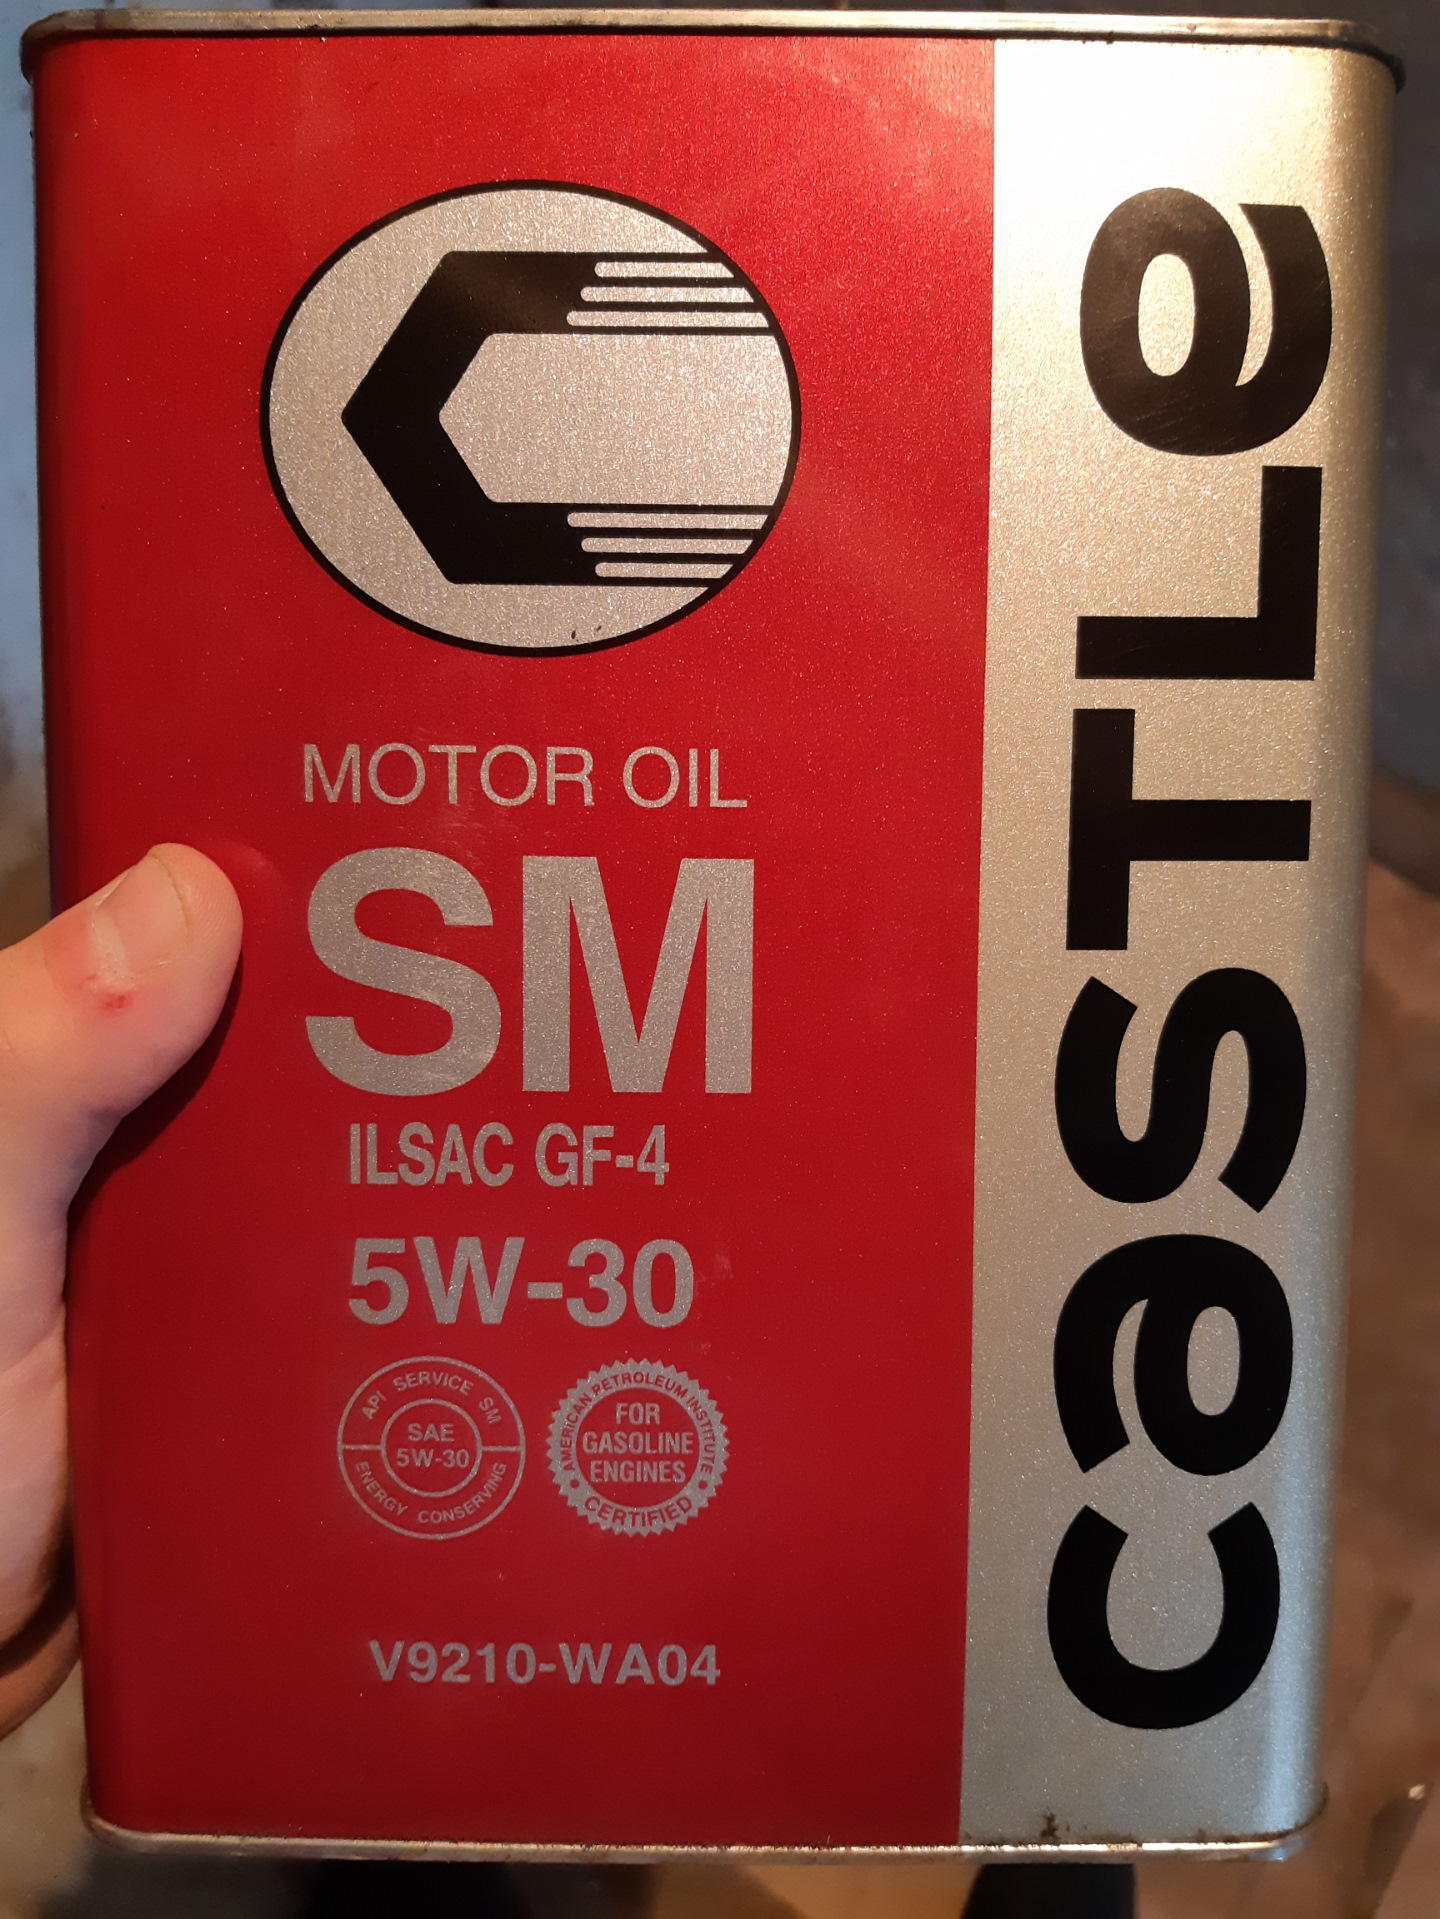 MOTOR OIL
SM
ILSAC GF-4
5W-30
API SERVICE SM
SAE
5W-30
ENERGY CONSERVING
AMERICAN PETROLEUM INSTITUTE
FOR
GASOLINE
ENGINES
CERTIFIED
V9210-WA04
caSTLe